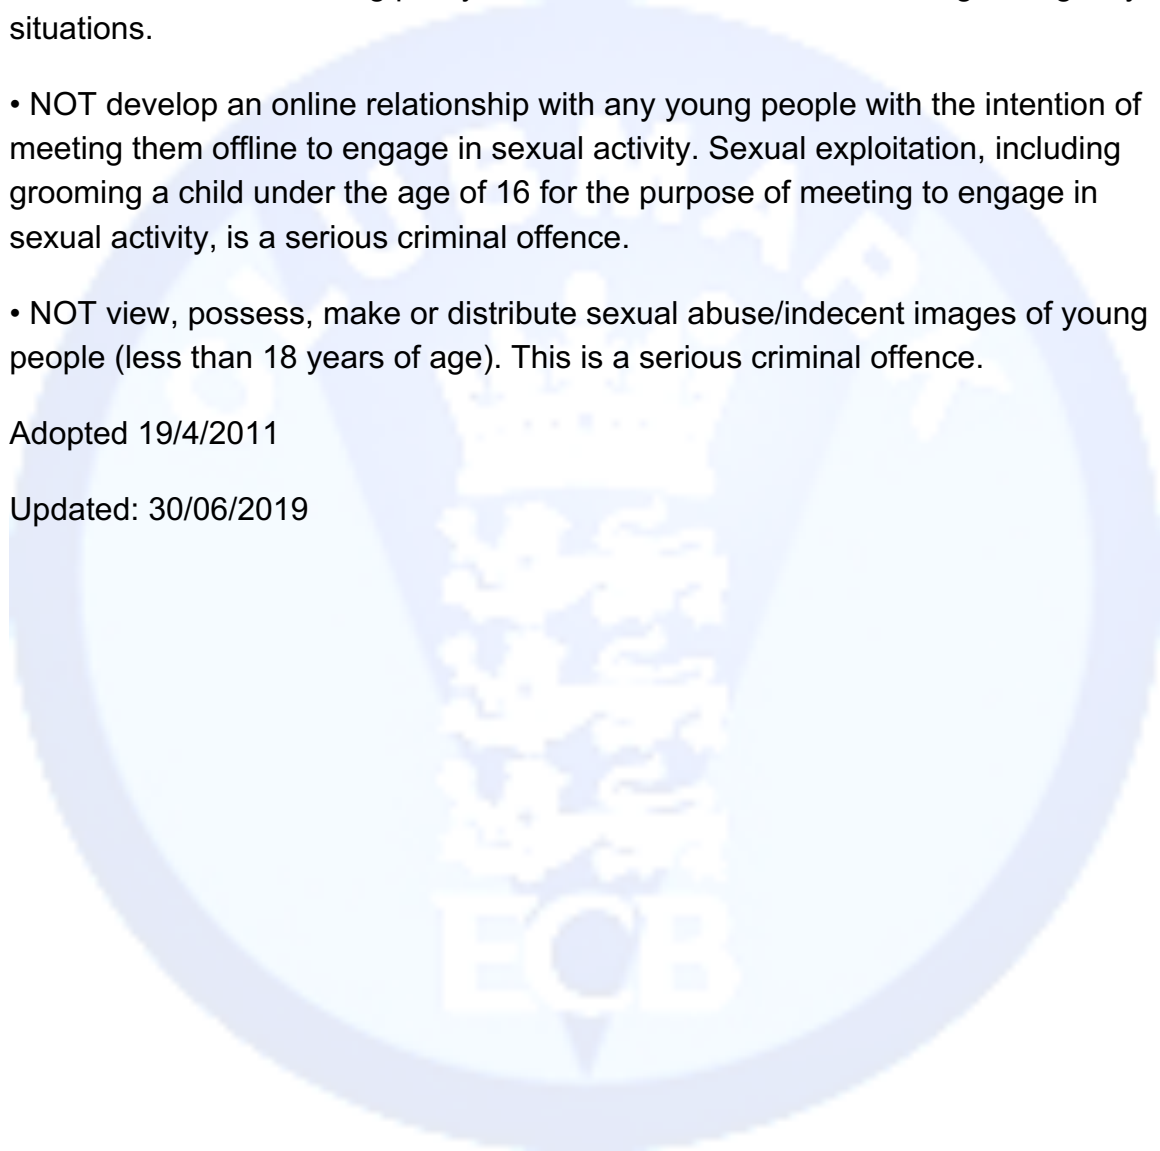 situations.
• NOT develop an online relationship with any young people with the intention of
meeting them offline to engage in sexual activity. Sexual exploitation, including
grooming a child under the age of 16 for the purpose of meeting to engage in
sexual activity, is a serious criminal offence.
• NOT view, possess, make or distribute sexual abuse/indecent images of young
people (less than 18 years of age). This is a serious criminal offence.
Adopted 19/4/2011
Updated: 30/06/2019
CLUBMARK
ECB